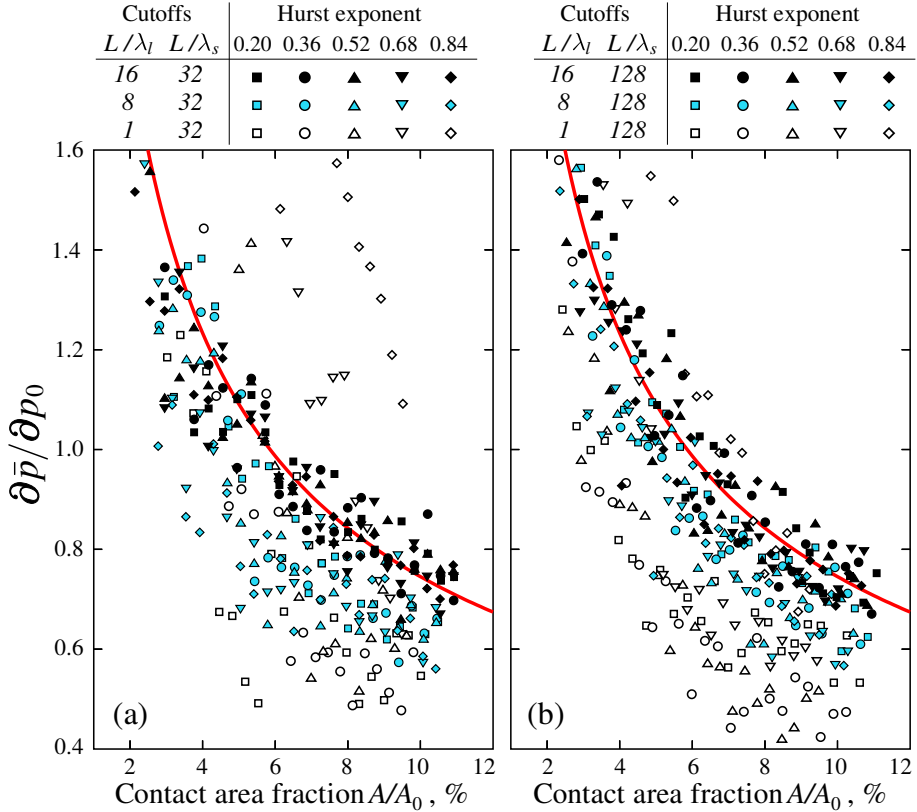 Cutoffs Hurst exponent
L/λl L/λs 0.20 0.36 0.52 0.68 0.84
16 32
8 32
1 32
Cutoffs Hurst exponent
L/λl L/λs 0.20 0.36 0.52 0.68 0.84
16 128
8 128
1 128
∂p̄/∂p0
1.6
1.4
1.2
1.0
0.8
0.6
0.4
(a)
2 4 6 8 10 12
Contact area fraction A/A0 , %
(b)
2 4 6 8 10 12
Contact area fraction A/A0 , %